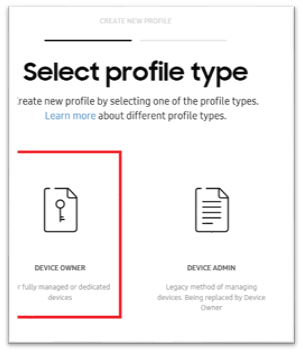 CREATE NEW PROFILE
Select profile type
reate new profile by selecting one of the profile types.
Learn more about different profile types.
DEVICE OWNER
r fully managed or dedicated
devices
DEVICE ADMIN
Legacy method of managing
devices. Being replaced by Device
Owner